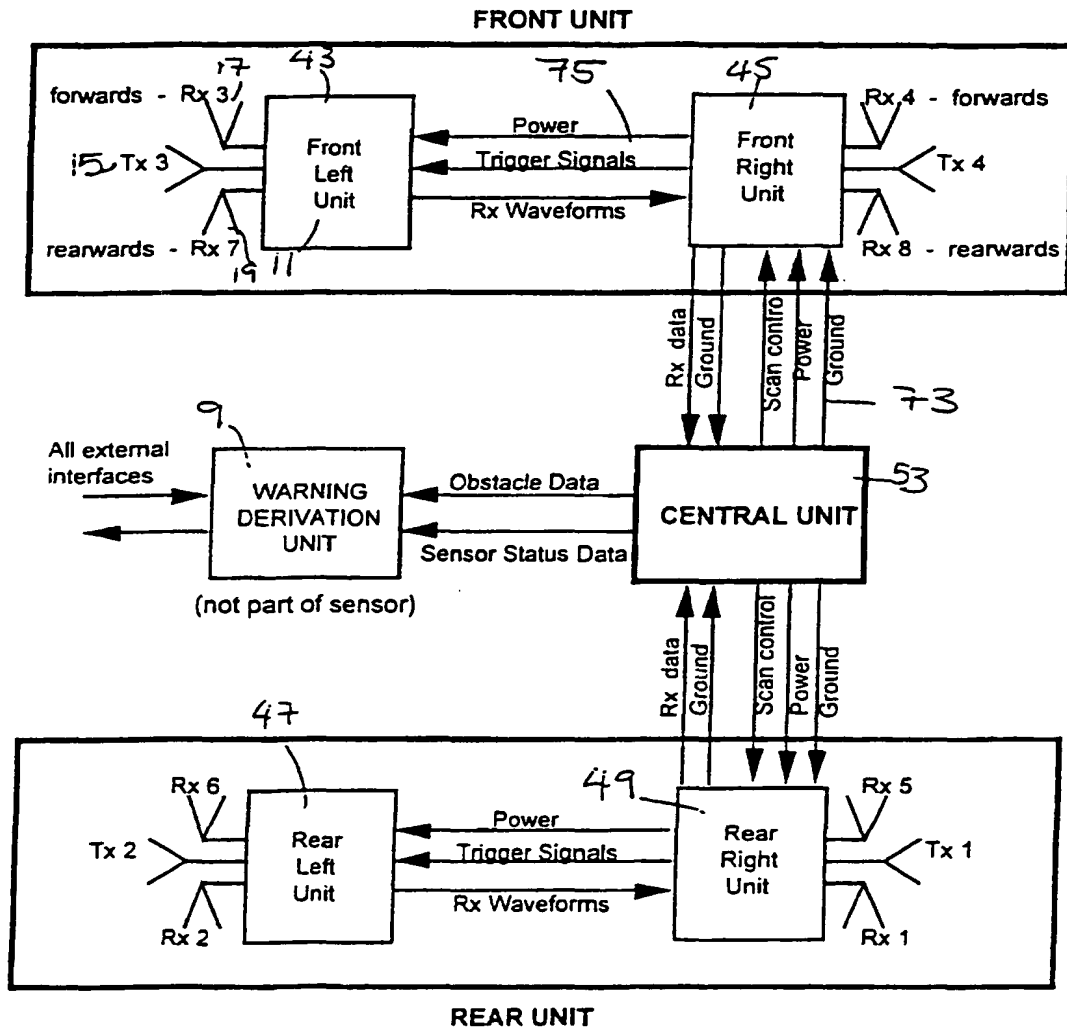 FRONT UNIT
43
75
45
forwards - Rx 3
17
Rx 4 - forwards
Power
Front
Left
Unit
Front
Right
Unit
15
Tx 3
Trigger Signals
Tx 4
Rx Waveforms
rearwards - Rx 7
19
11
Rx 8 - rearwards
Rx data
Ground
Scan control
Power
Ground
73
9
53
All external
interfaces
WARNING
DERIVATION
UNIT
Obstacle Data
CENTRAL UNIT
Sensor Status Data
(not part of sensor)
Rx data
Ground
Scan control
Power
Ground
47
49
Rx 6
Rx 5
Power
Tx 2
Rear
Left
Unit
Trigger Signals
Rear
Right
Unit
Tx 1
Rx Waveforms
Rx 2
Rx 1
REAR UNIT